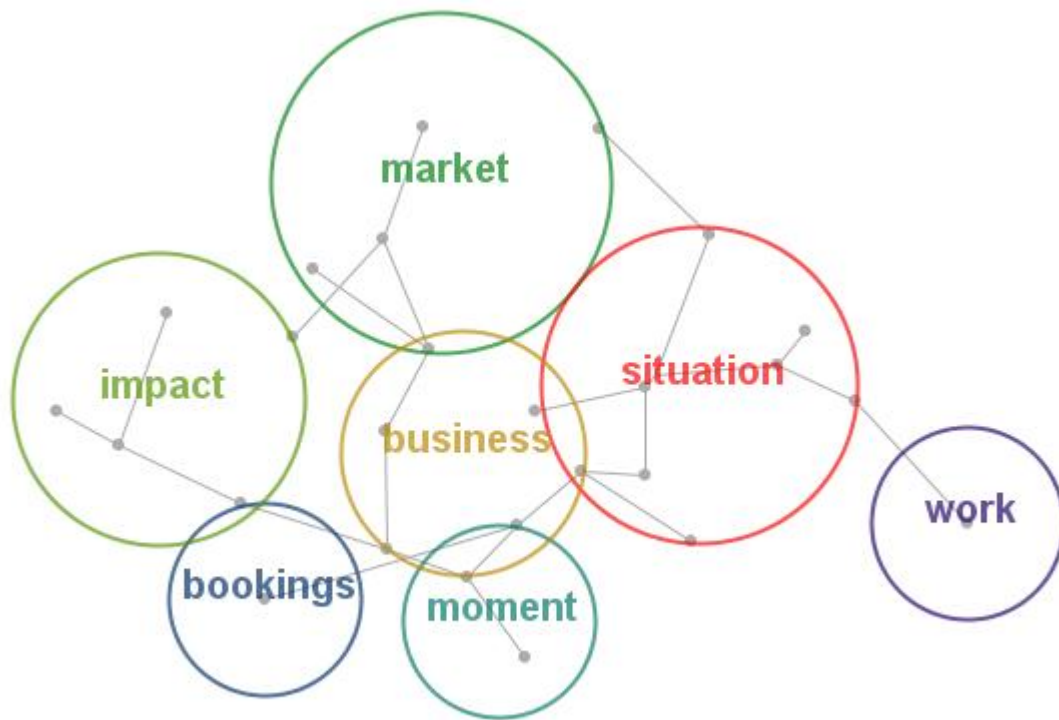 market
situation
impact
business
work
bookings
moment